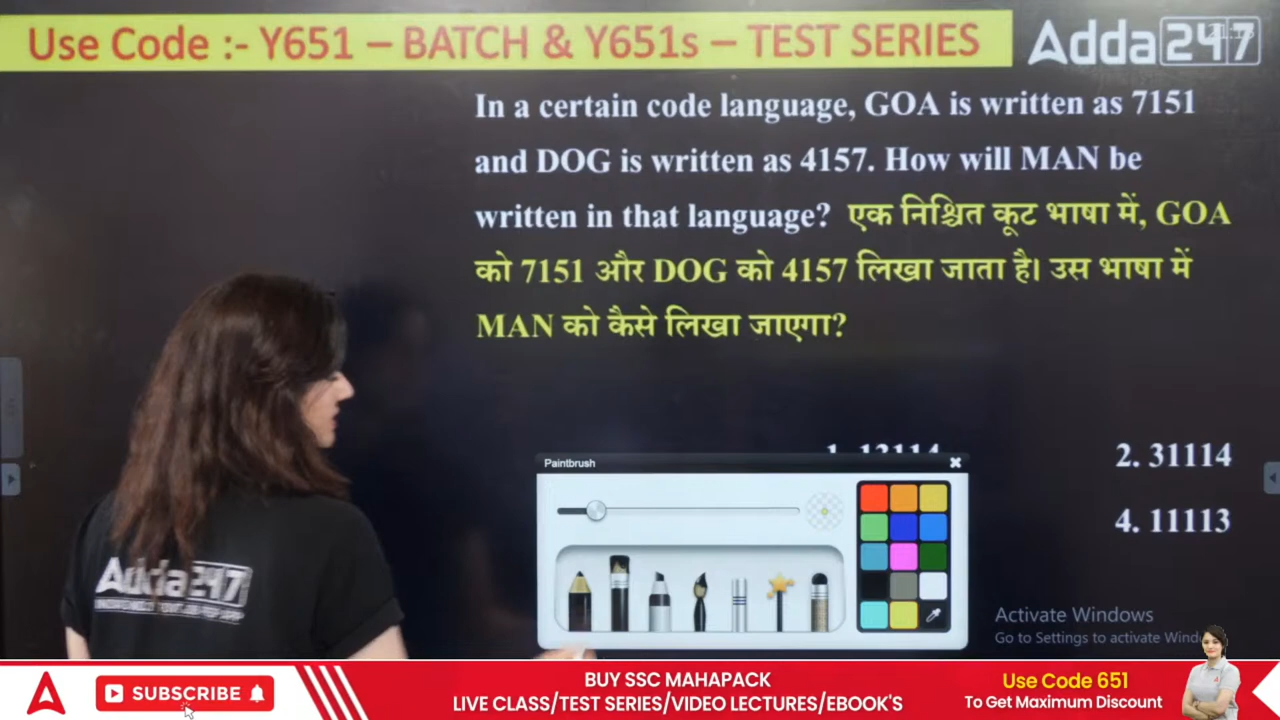 Use Code :- Y651 – BATCH & Y651s – TEST SERIES
Adda247
In a certain code language, GOA is written as 7151
and DOG is written as 4157. How will MAN be
written in that language? एक निश्चित कूट भाषा में, GOA
को 7151 और DOG को 4157 लिखा जाता है। उस भाषा में
MAN को कैसे लिखा जाएगा?
1. 13114
2. 31114
4. 11113
Paintbrush
Adda247
Activate Windows
Go to Settings to activate
SUBSCRIBE
BUY SSC MAHAPACK
LIVE CLASS/TEST SERIES/VIDEO LECTURES/EBOOK'S
Use Code 651
To Get Maximum Discount